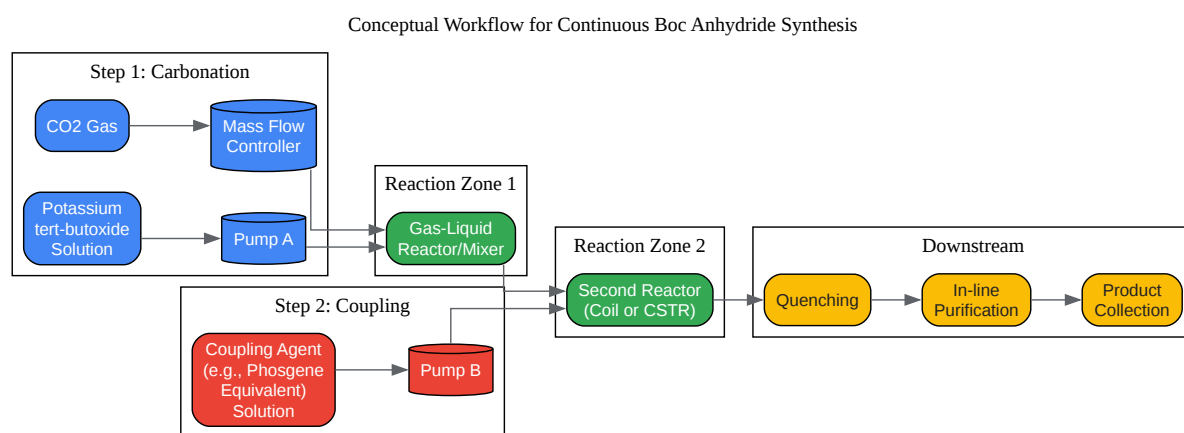 Conceptual Workflow for Continuous Boc Anhydride Synthesis
Step 1: Carbonation
CO2 Gas
Mass Flow
Controller
Potassium
tert-butoxide
Solution
Pump A
Reaction Zone 1
Gas-Liquid
Reactor/Mixer
Step 2: Coupling
Coupling Agent
(e.g., Phosgene
Equivalent)
Solution
Pump B
Reaction Zone 2
Second Reactor
(Coil or CSTR)
Downstream
Quenching
In-line
Purification
Product
Collection